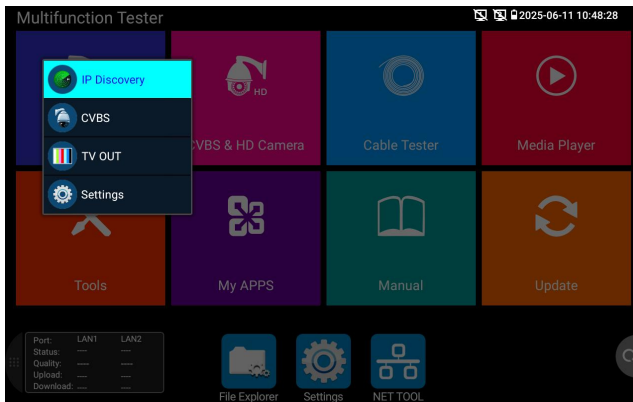 Multifunction Tester
2025-06-11 10:48:28
IP Discovery
CVBS
TV OUT
Settings
HD
CVBS & HD Camera
Cable Tester
Media Player
Tools
My APPS
Manual
Update
Port: LAN1 LAN2
Status: --- ---
Quality: --- ---
Upload: --- ---
Download: --- ---
File Explorer
Settings
NET TOOL